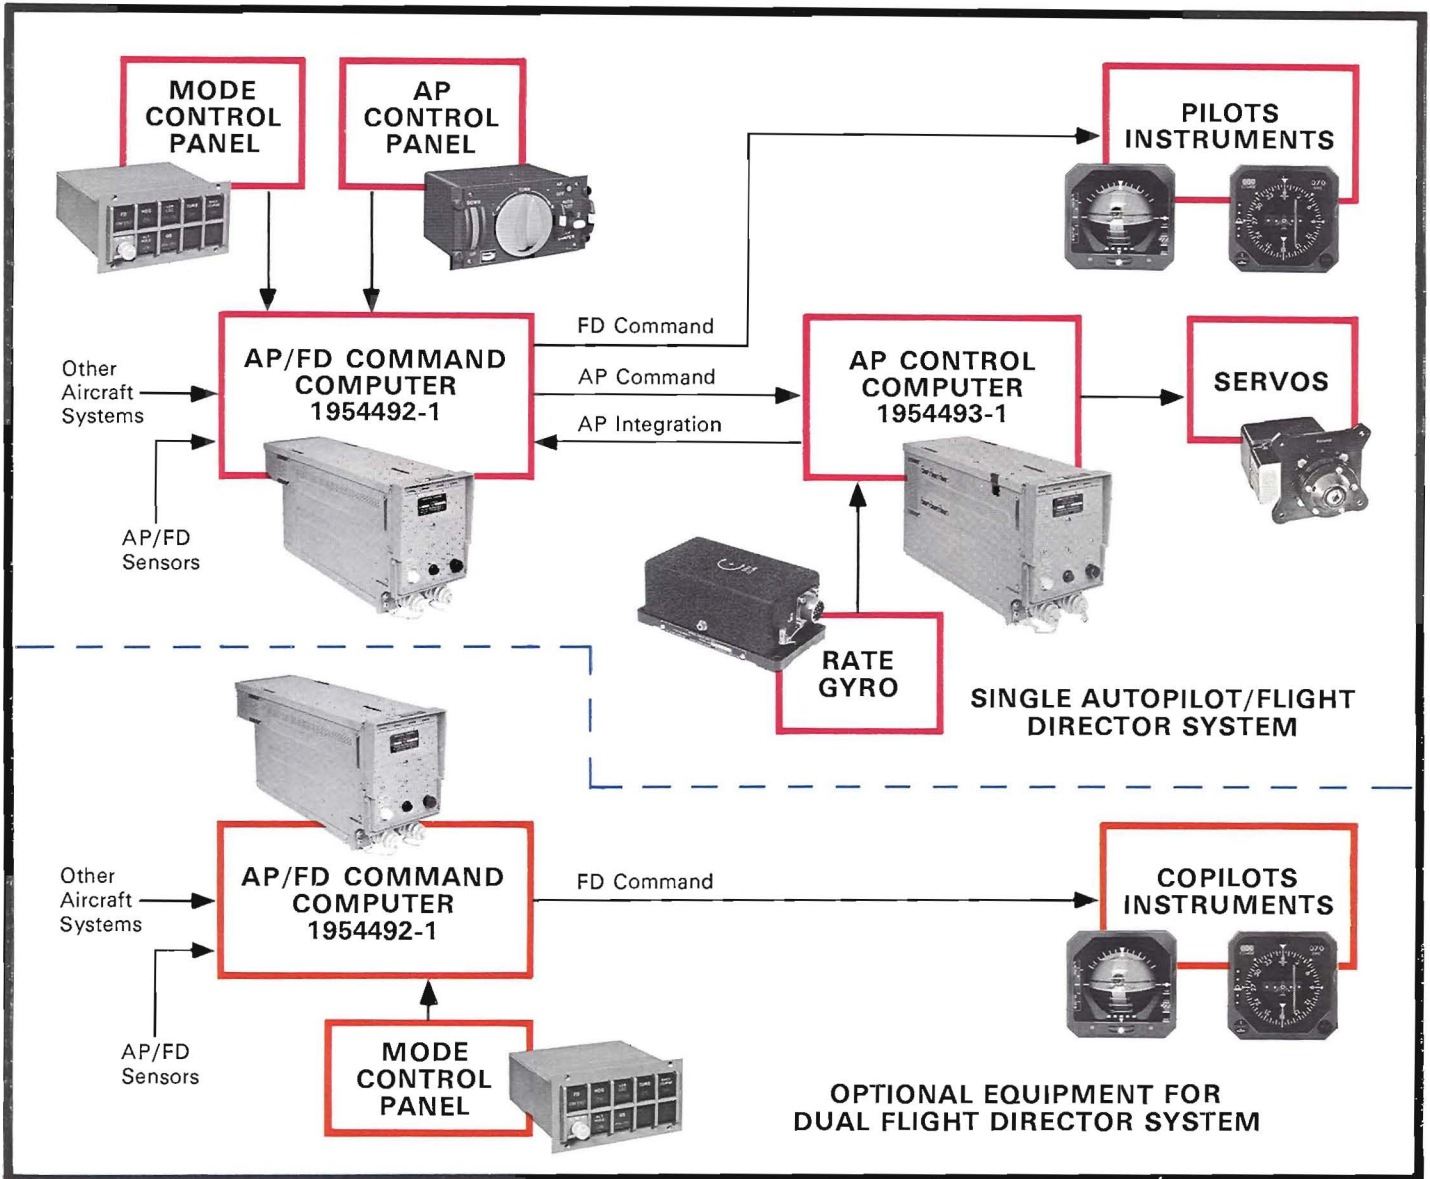 MODE
CONTROL
PANEL
AP
CONTROL
PANEL
PILOTS
INSTRUMENTS
FD Command
AP/FD COMMAND
COMPUTER
1954492-1
AP Command
AP Integration
AP CONTROL
COMPUTER
1954493-1
SERVOS
Other
Aircraft
Systems
AP/FD
Sensors
RATE
GYRO
SINGLE AUTOPILOT/FLIGHT
DIRECTOR SYSTEM
Other
Aircraft
Systems
AP/FD COMMAND
COMPUTER
1954492-1
FD Command
COPILOTS
INSTRUMENTS
AP/FD
Sensors
MODE
CONTROL
PANEL
OPTIONAL EQUIPMENT FOR
DUAL FLIGHT DIRECTOR SYSTEM